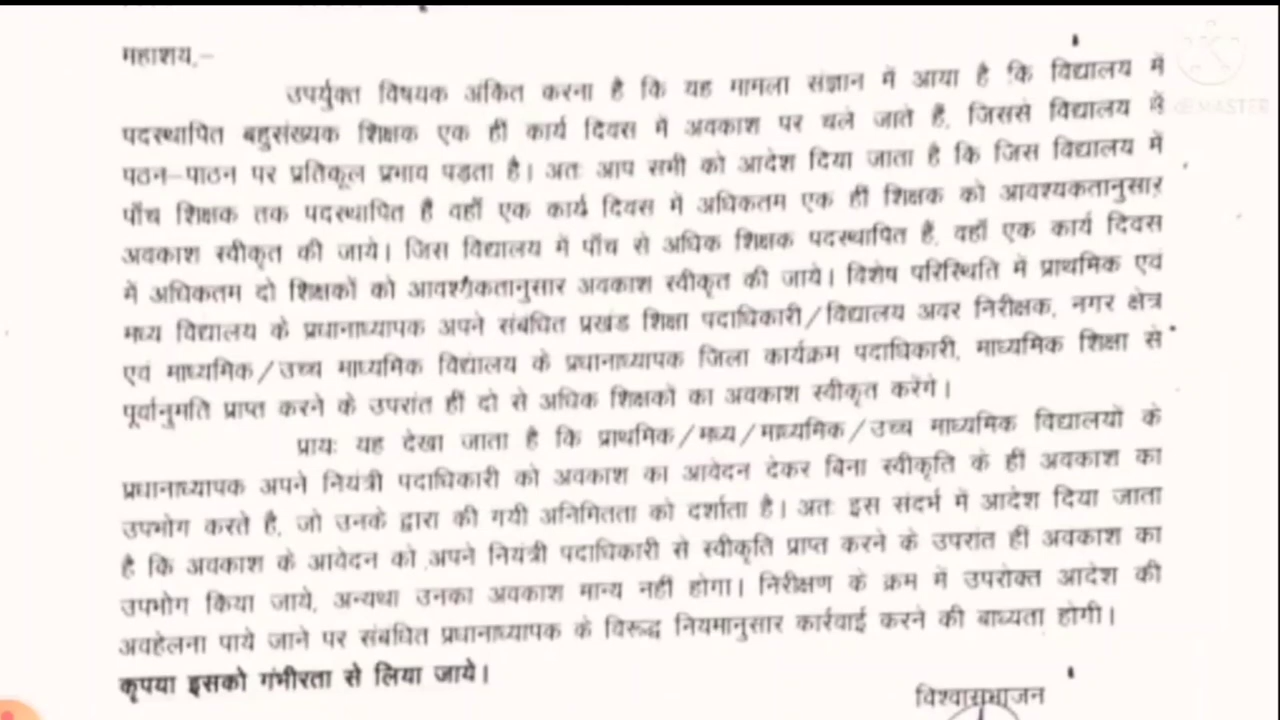 महाशय,-
उपर्युक्त विषयक अंकित करना है कि यह मामला संज्ञान में आया है कि विद्यालय में
पदस्थापित बहुसंख्यक शिक्षक एक ही कार्य दिवस में अवकाश पर चले जाते है, जिससे विद्यालय में
पठन-पाठन पर प्रतिकूल प्रभाव पड़ता है। अतः आप सभी को आदेश दिया जाता है कि जिस विद्यालय में
पाँच शिक्षक तक पदस्थापित है वहाँ एक कार्य दिवस में अधिकतम एक ही शिक्षक को आवश्यकतानुसार
अवकाश स्वीकृत की जाये। जिस विद्यालय में पाँच से अधिक शिक्षक पदस्थापित है, वहाँ एक कार्य दिवस
में अधिकतम दो शिक्षकों को आवश्यकतानुसार अवकाश स्वीकृत की जाये। विशेष परिस्थिति में प्राथमिक एवं
मध्य विद्यालय के प्रधानाध्यापक अपने संबंधित प्रखंड शिक्षा पदाधिकारी/विद्यालय अवर निरीक्षक, नगर क्षेत्र
एवं माध्यमिक/उच्च माध्यमिक विद्यालय के प्रधानाध्यापक जिला कार्यक्रम पदाधिकारी, माध्यमिक शिक्षा से
पूर्वानुमति प्राप्त करने के उपरांत हीं दो से अधिक शिक्षकों का अवकाश स्वीकृत करेंगे।
प्रायः यह देखा जाता है कि प्राथमिक/मध्य/माध्यमिक/उच्च माध्यमिक विद्यालयों के
प्रधानाध्यापक अपने नियंत्री पदाधिकारी को अवकाश का आवेदन देकर बिना स्वीकृति के हीं अवकाश का
उपभोग करते है, जो उनके द्वारा की गयी अनिमितता को दर्शाता है। अतः इस संदर्भ में आदेश दिया जाता
है कि अवकाश के आवेदन को अपने नियंत्री पदाधिकारी से स्वीकृति प्राप्त करने के उपरांत ही अवकाश का
उपभोग किया जाये, अन्यथा उनका अवकाश मान्य नहीं होगा। निरीक्षण के क्रम में उपरोक्त आदेश की
अवहेलना पाये जाने पर संबंधित प्रधानाध्यापक के विरूद्ध नियमानुसार कार्रवाई करने की बाध्यता होगी।
कृपया इसको गंभीरता से लिया जाये।
विश्वासभाजन